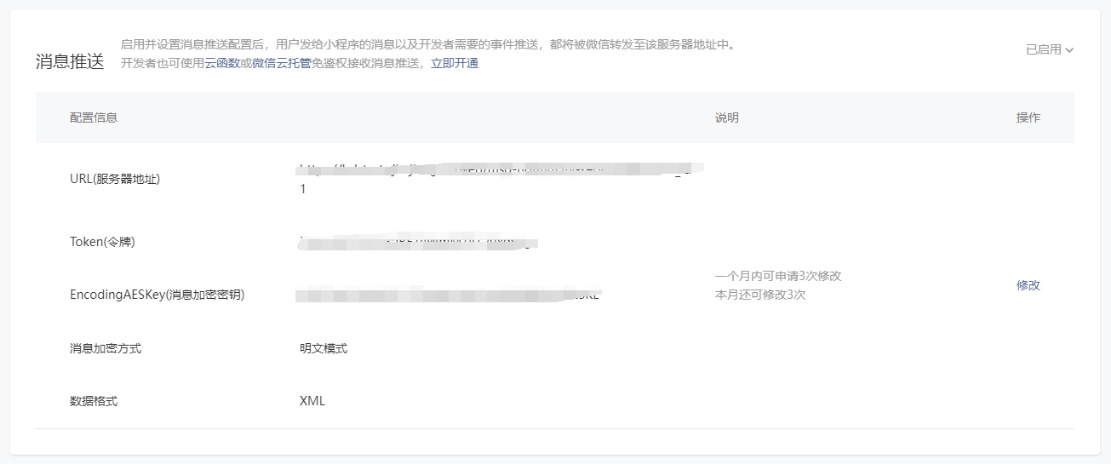 消息推送
启用并设置消息推送配置后，用户发给小程序的消息以及开发者需要的事件推送，都将被微信转发至该服务器地址中。
开发者也可使用云函数或微信云托管免鉴权接收消息推送，立即开通
已启用
配置信息 说明 操作
URL(服务器地址)
1
Token(令牌)
EncodingAESKey(消息加密密钥)
一个月内可申请3次修改
本月还可修改3次
修改
消息加密方式 明文模式
数据格式 XML